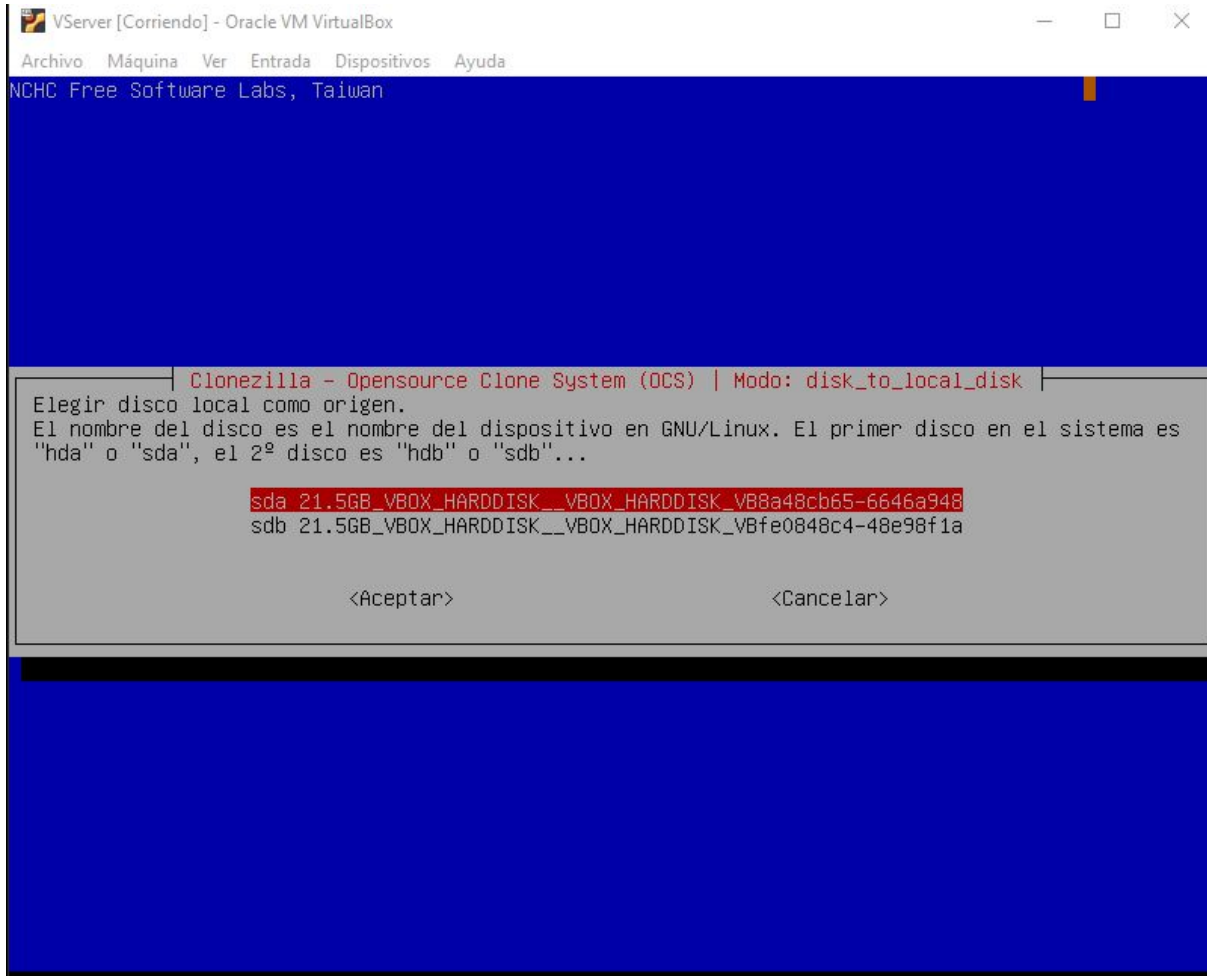 VServer [Corriendo] - Oracle VM VirtualBox
Archivo Máquina Ver Entrada Dispositivos Ayuda
NCHC Free Software Labs, Taiwan
Clonezilla - Opensource Clone System (OCS) | Modo: disk_to_local_disk
Elegir disco local como origen.
El nombre del disco es el nombre del dispositivo en GNU/Linux. El primer disco en el sistema es
"hda" o "sda", el 2º disco es "hdb" o "sdb"...
sda 21.5GB_VBOX_HARDDISK__VBOX_HARDDISK_VB8a48cb65-6646a948
sdb 21.5GB_VBOX_HARDDISK__VBOX_HARDDISK_VBfe0848c4-48e98f1a
<Aceptar> <Cancelar>